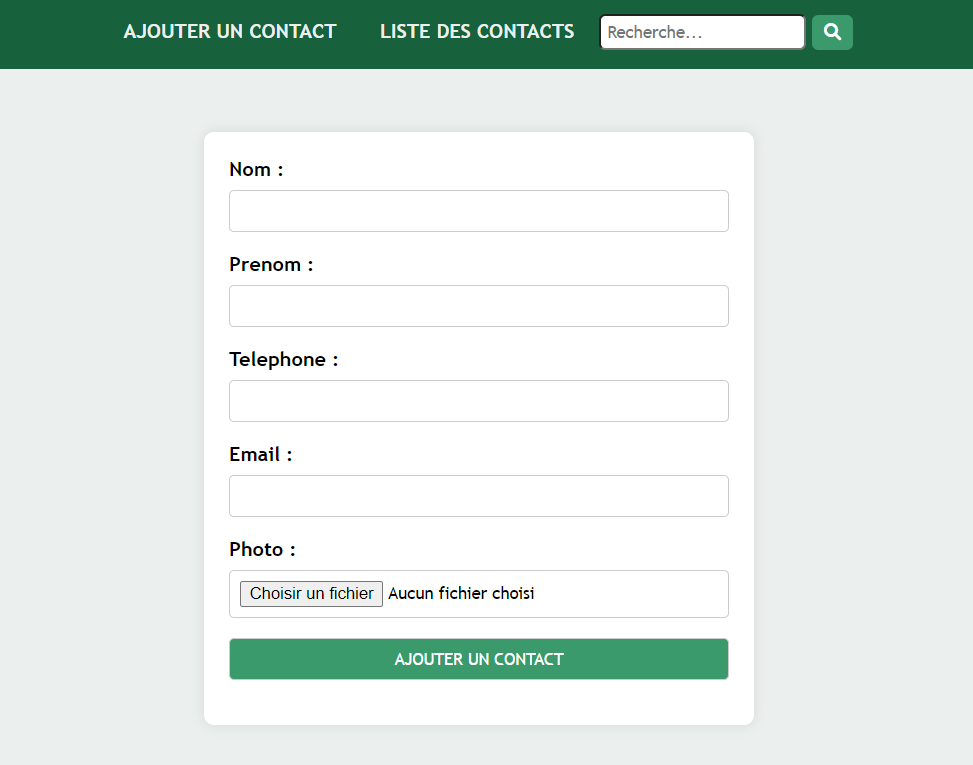 AJOUTER UN CONTACT LISTE DES CONTACTS Recherche...
Nom :
Prenom :
Telephone :
Email :
Photo :
Choisir un fichier Aucun fichier choisi
AJOUTER UN CONTACT